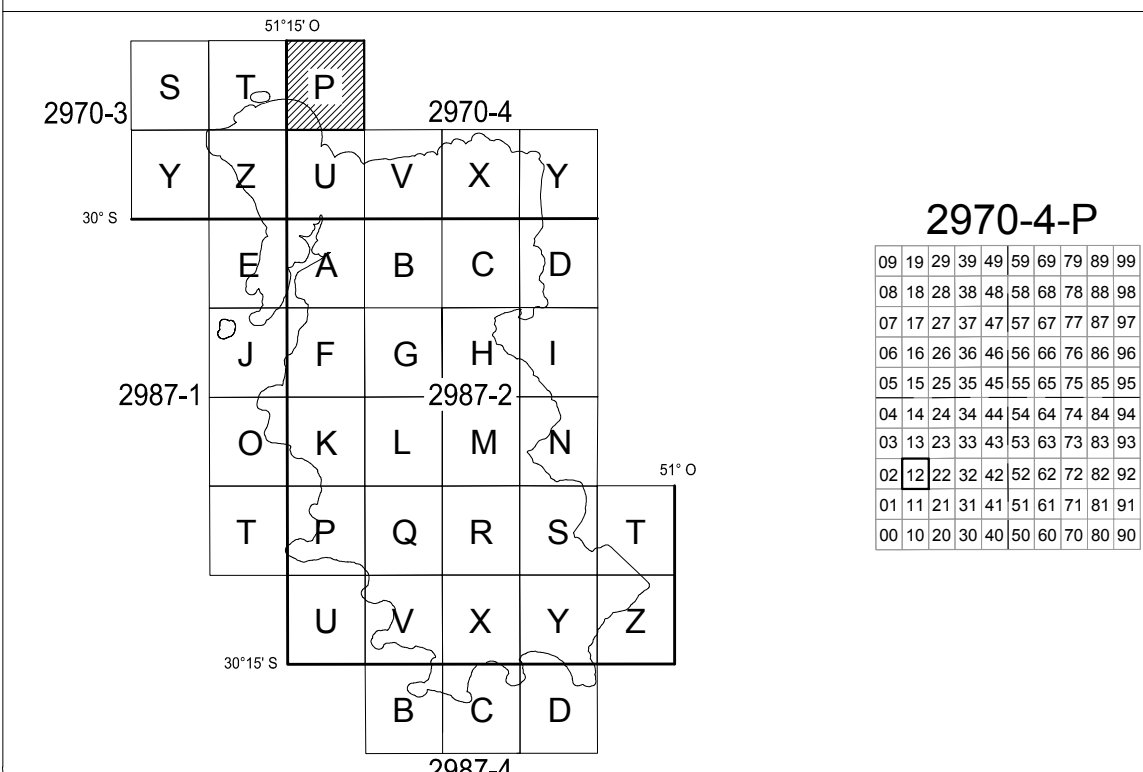 51°15' O
S T P
2970-3 2970-4
Y Z U V X Y
30° S
E A B C D
J F G H I
2987-1 2987-2
O K L M N
51° O
T P Q R S T
U V X Y Z
30°15' S
B C D
2987-4
2970-4-P
09 19 29 39 49 59 69 79 89 99
08 18 28 38 48 58 68 78 88 98
07 17 27 37 47 57 67 77 87 97
06 16 26 36 46 56 66 76 86 96
05 15 25 35 45 55 65 75 85 95
04 14 24 34 44 54 64 74 84 94
03 13 23 33 43 53 63 73 83 93
02 12 22 32 42 52 62 72 82 92
01 11 21 31 41 51 61 71 81 91
00 10 20 30 40 50 60 70 80 90